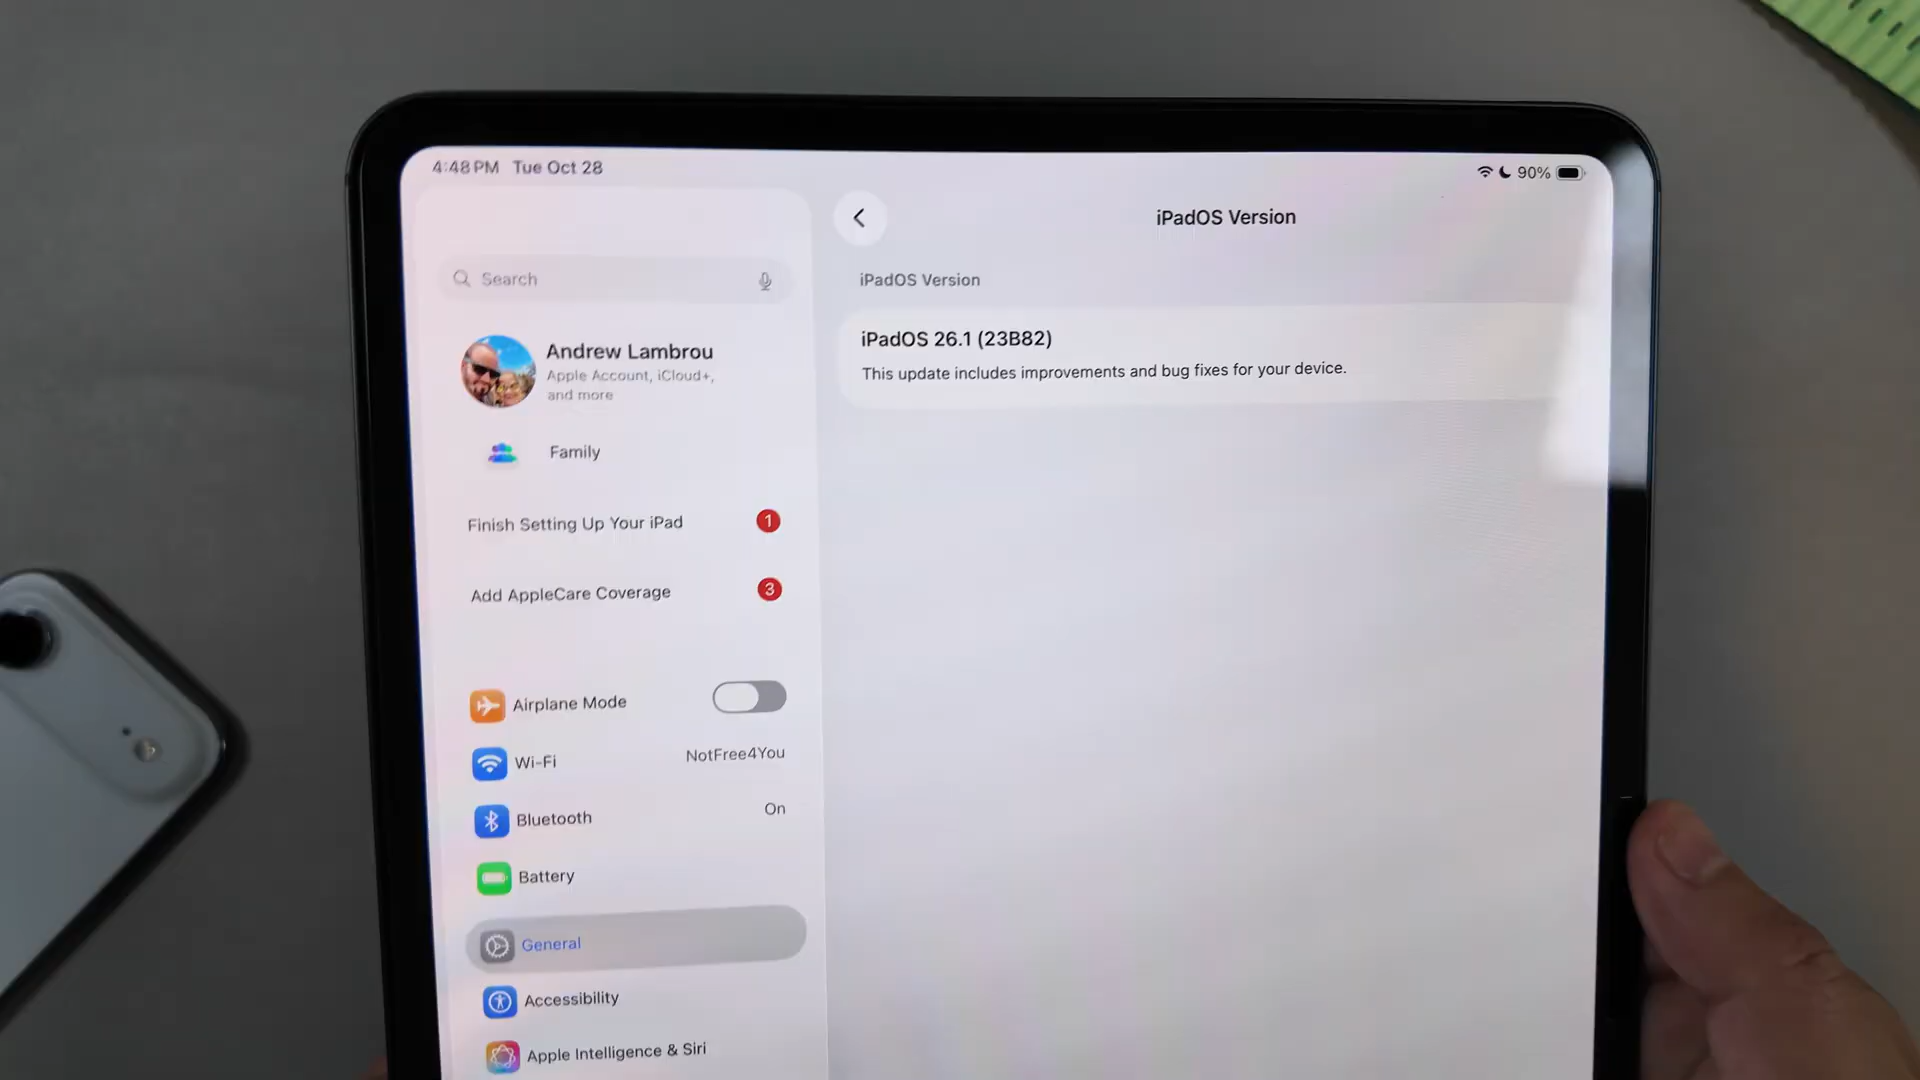 4:48 PM Tue Oct 28
90%
iPadOS Version
Search
iPadOS Version
iPadOS 26.1 (23B82)
This update includes improvements and bug fixes for your device.
Andrew Lambrou
Apple Account, iCloud+,
and more
Family
Finish Setting Up Your iPad 1
Add AppleCare Coverage 3
Airplane Mode
Wi-Fi NotFree4You
Bluetooth On
Battery
General
Accessibility
Apple Intelligence & Siri